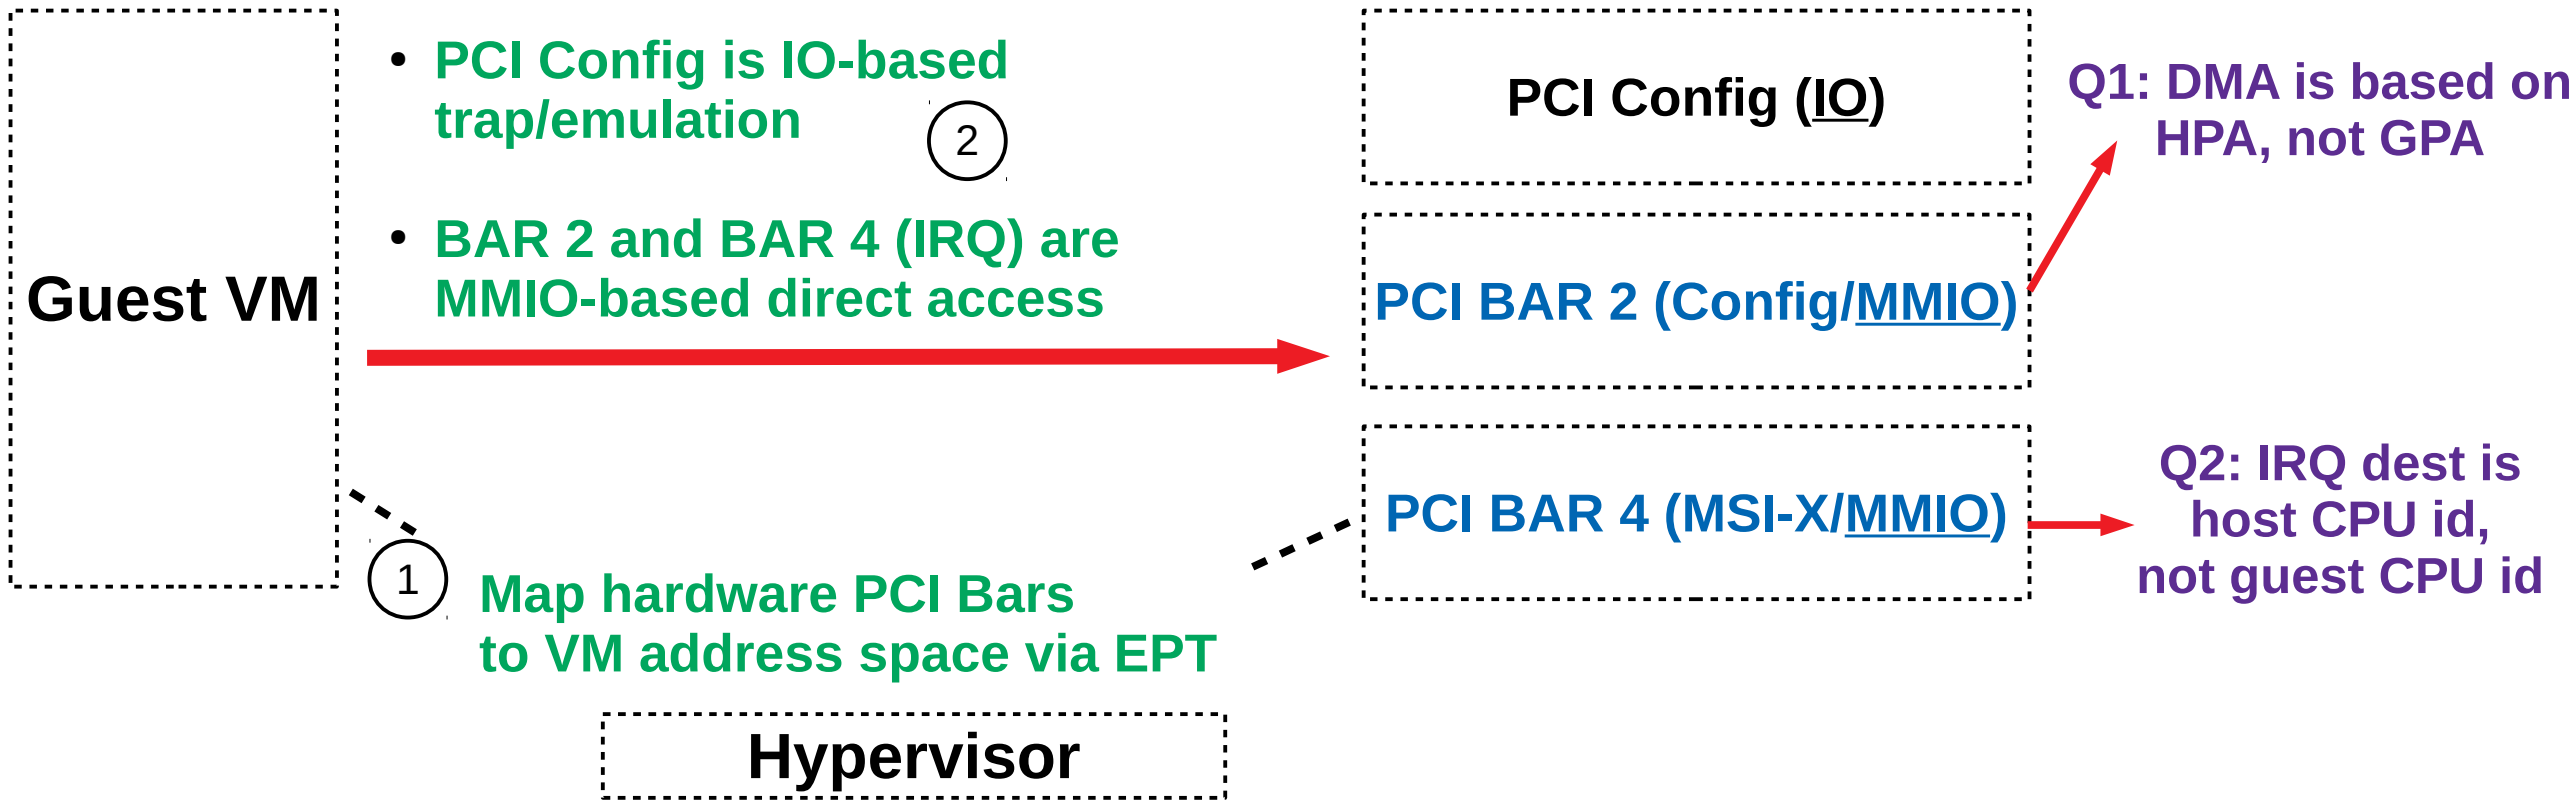 Guest VM
• PCI Config is IO-based
trap/emulation
2
• BAR 2 and BAR 4 (IRQ) are
MMIO-based direct access
1
Map hardware PCI Bars
to VM address space via EPT
Hypervisor
PCI Config (IO)
PCI BAR 2 (Config/MMIO)
PCI BAR 4 (MSI-X/MMIO)
Q1: DMA is based on
HPA, not GPA
Q2: IRQ dest is
host CPU id,
not guest CPU id